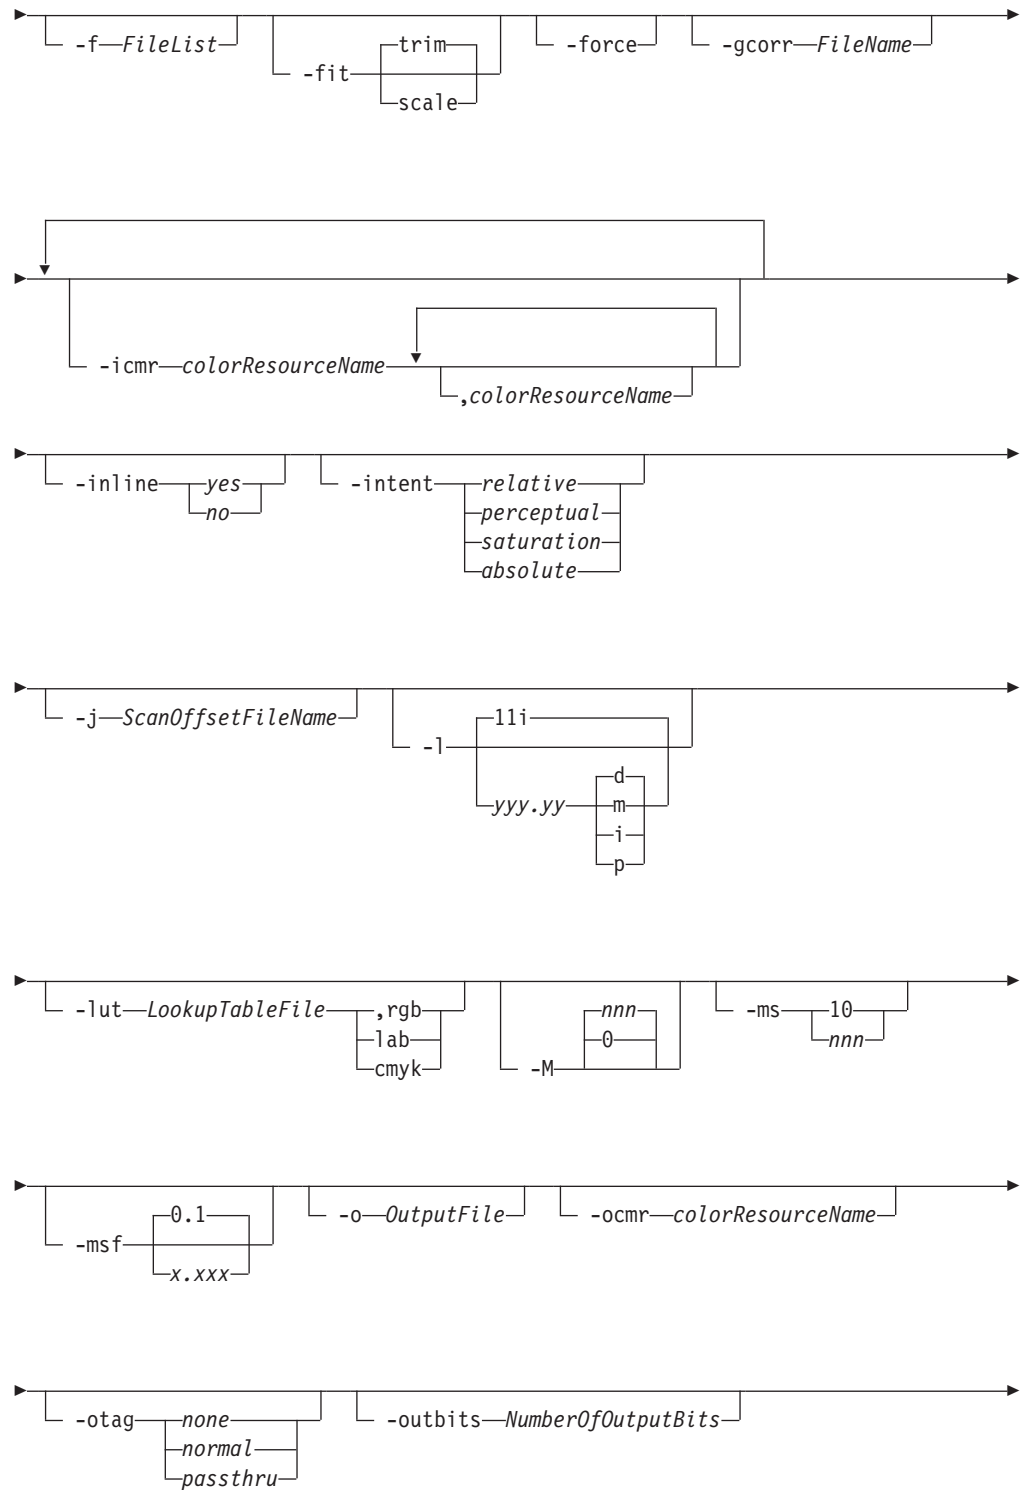 -f FileList -fit trim -force -gcorr FileName
scale
-icmr colorResourceName
,colorResourceName
-inline yes -intent relative
no perceptual
saturation
absolute
-j ScanOffsetFileName -l 11i
yyy.yy d
m
i
p
-lut LookupTableFile ,rgb -M nnn -ms 10
lab 0 nnn
cmyk
-msf 0.1 -o OutputFile -ocmr colorResourceName
x.xxx
-otag none -outbits NumberOfOutputBits
normal
passthru